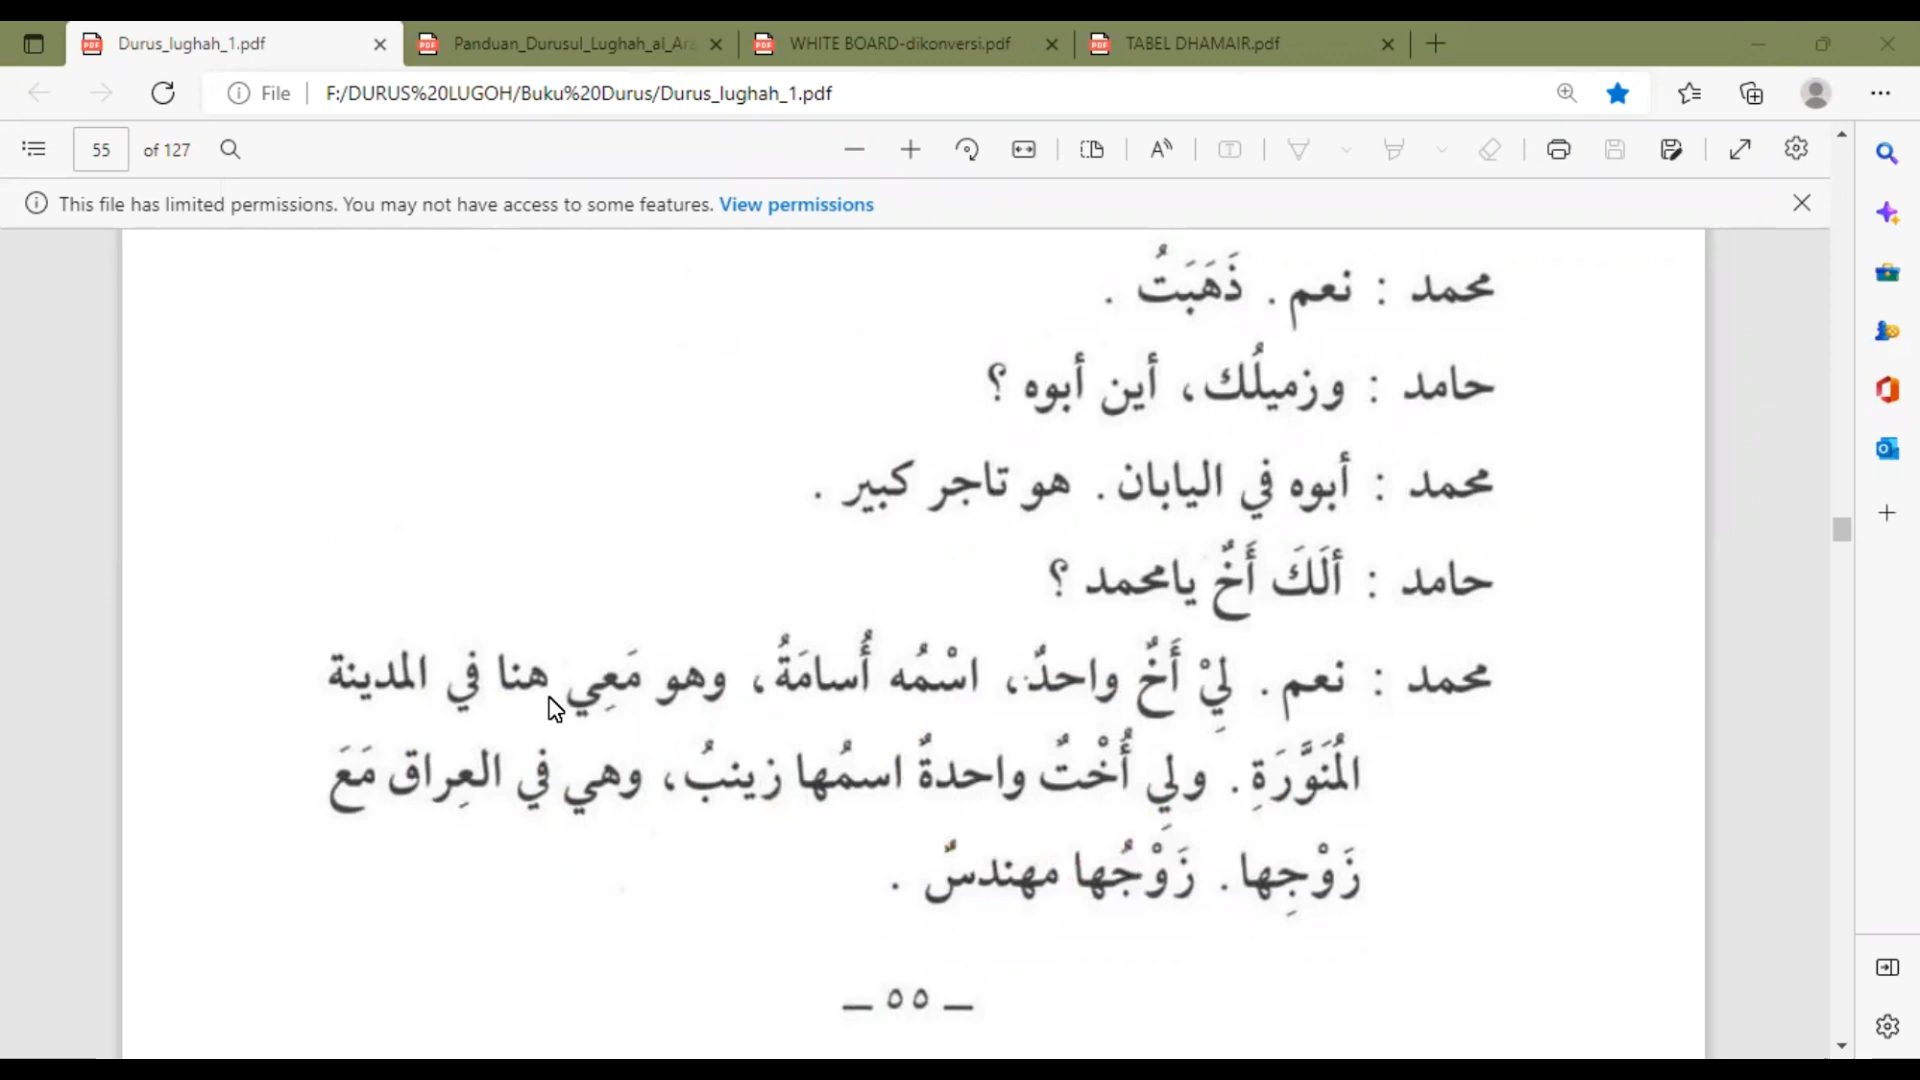 Durus_lughah_1.pdf
Panduan_Durusul_Lughah_al_Ara
WHITE BOARD-dikonversi.pdf
TABEL DHAMAIR.pdf
File
F:/DURUS%20LUGOH/Buku%20Durus/Durus_lughah_1.pdf
55 of 127
This file has limited permissions. You may not have access to some features. View permissions
محمد : نعم . ذَهَبَتُ .
حامد : وزميلُك، أين أبوه ؟
محمد : أبوه في اليابان . هو تاجر كبير .
حامد : ألَكَ أَخٌ يامحمد ؟
محمد : نعم . لِيْ أَخٌ واحدٌ، اسْمُه أُسامَةُ، وهو مَعِي هنا في المدينة
المُنَوَّرَةِ . ولِي أُخْتٌ واحدةٌ اسمُها زينبُ، وهي في العِراق مَعَ
زَوْجِها . زَوْجُها مهندسٌ .
— ٥٥ —